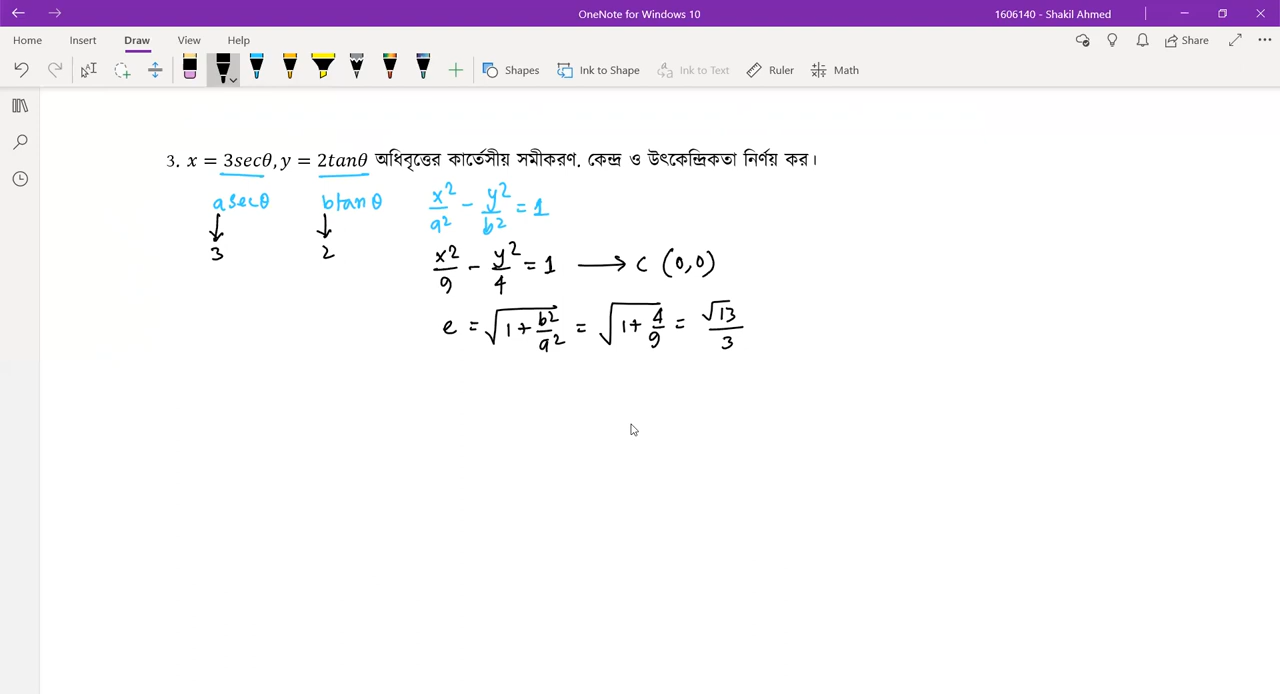 OneNote for Windows 10
1606140 - Shakil Ahmed
Home Insert Draw View Help
Share
Shapes Ink to Shape Ink to Text Ruler Math
3. x = 3secθ, y = 2tanθ অধিবৃত্তের কার্তেসীয় সমীকরণ. কেন্দ্র ও উৎকেন্দ্রিকতা নির্ণয় কর।
a secθ b tan θ x²/a² - y²/b² = 1
3 2 x²/9 - y²/4 = 1 → C (0,0)
e = √(1 + b²/a²) = √(1 + 4/9) = √13/3